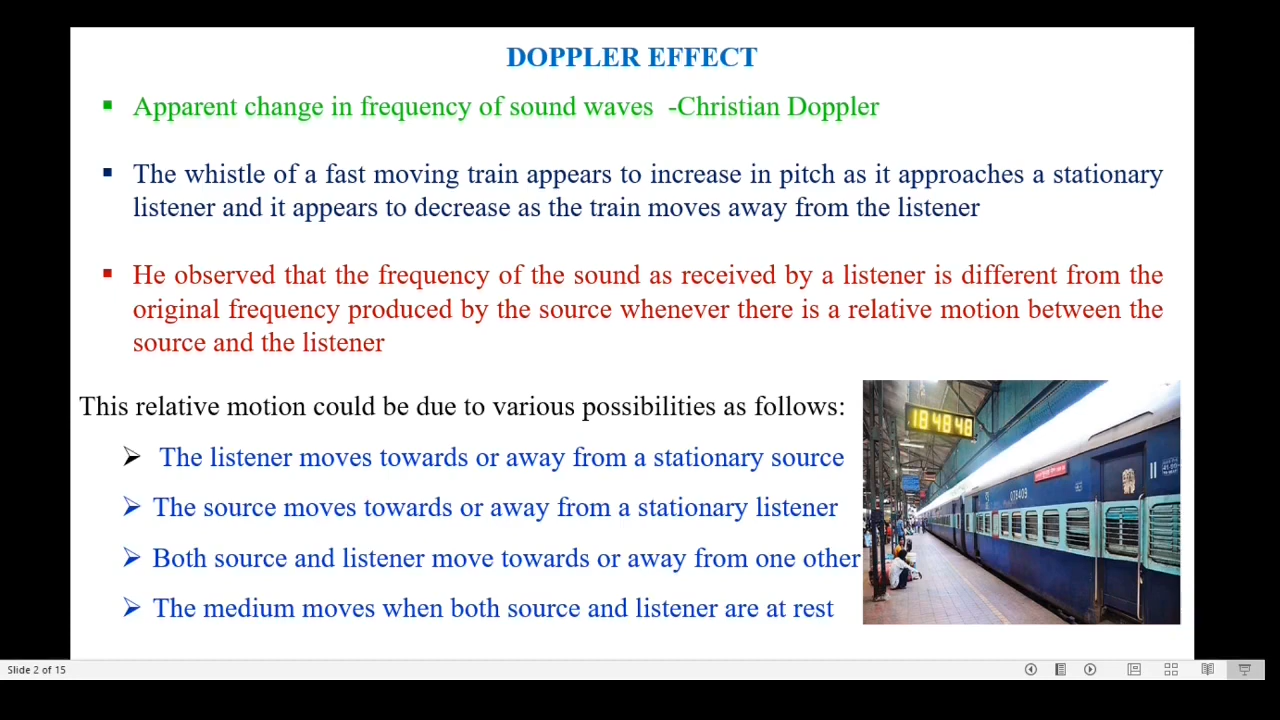 DOPPLER EFFECT
▪ Apparent change in frequency of sound waves -Christian Doppler
▪ The whistle of a fast moving train appears to increase in pitch as it approaches a stationary
listener and it appears to decrease as the train moves away from the listener
▪ He observed that the frequency of the sound as received by a listener is different from the
original frequency produced by the source whenever there is a relative motion between the
source and the listener
This relative motion could be due to various possibilities as follows:
➢ The listener moves towards or away from a stationary source
➢ The source moves towards or away from a stationary listener
➢ Both source and listener move towards or away from one other
➢ The medium moves when both source and listener are at rest
18 48 48
078409
Slide 2 of 15